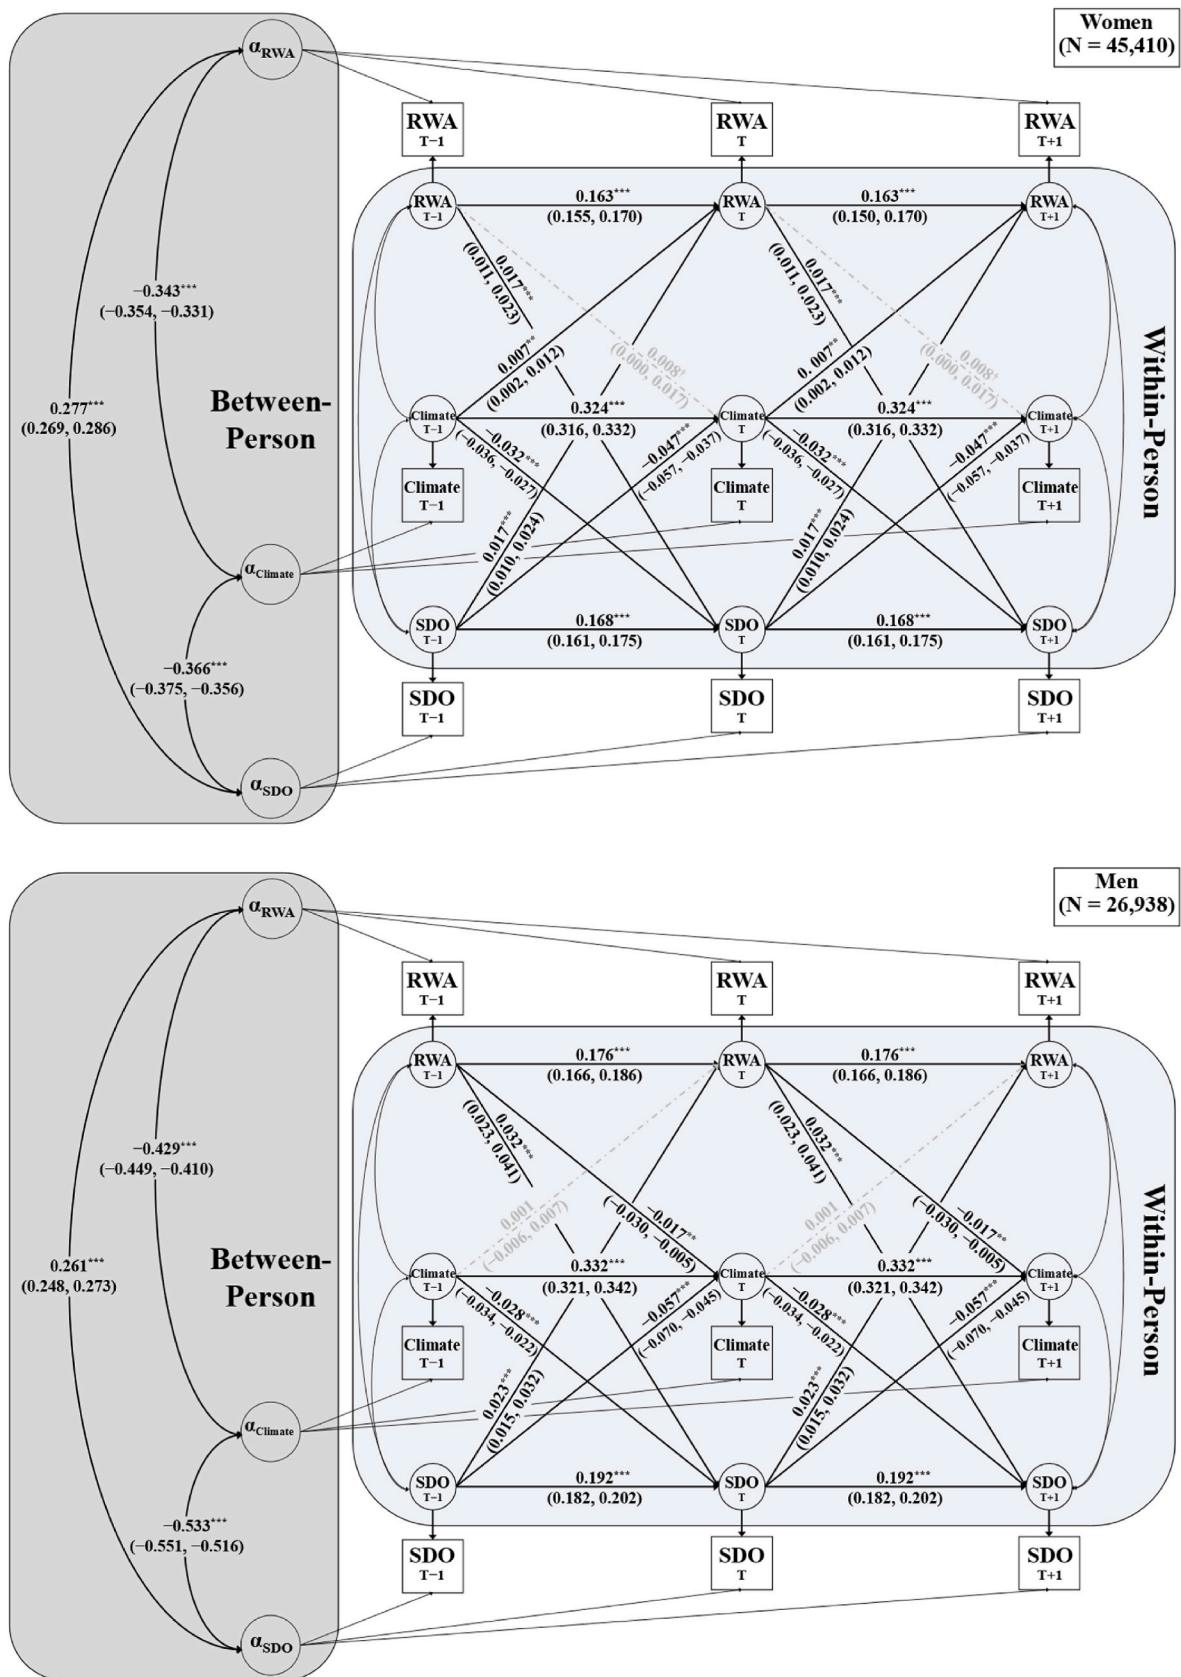 Women
(N = 45,410)
αRWA
RWA
T−1
RWA
T
RWA
T+1
RWA
T−1
0.163***
(0.155, 0.170)
RWA
T
0.163***
(0.150, 0.170)
RWA
T+1
0.017***
(0.011, 0.023)
0.017***
(0.011, 0.023)
−0.343***
(−0.354, −0.331)
0.007**
(0.002, 0.012)
0.008†
(0.000, 0.017)
0.007**
(0.002, 0.012)
0.008†
(0.000, 0.017)
0.277***
(0.269, 0.286)
Between-
Person
Within-Person
Climate
T−1
0.324***
(0.316, 0.332)
Climate
T
0.324***
(0.316, 0.332)
Climate
T+1
−0.032***
(−0.036, −0.027)
−0.047***
(−0.057, −0.037)
−0.032***
(−0.036, −0.027)
−0.047***
(−0.057, −0.037)
Climate
T−1
Climate
T
Climate
T+1
0.017***
(0.010, 0.024)
0.017***
(0.010, 0.024)
αClimate
SDO
T−1
0.168***
(0.161, 0.175)
SDO
T
0.168***
(0.161, 0.175)
SDO
T+1
−0.366***
(−0.375, −0.356)
SDO
T−1
SDO
T
SDO
T+1
αSDO
Men
(N = 26,938)
αRWA
RWA
T−1
RWA
T
RWA
T+1
RWA
T−1
0.176***
(0.166, 0.186)
RWA
T
0.176***
(0.166, 0.186)
RWA
T+1
0.032***
(0.023, 0.041)
0.032***
(0.023, 0.041)
−0.429***
(−0.449, −0.410)
0.001
(−0.006, 0.007)
−0.017**
(−0.030, −0.005)
0.001
(−0.006, 0.007)
−0.017**
(−0.030, −0.005)
0.261***
(0.248, 0.273)
Between-
Person
Within-Person
Climate
T−1
0.332***
(0.321, 0.342)
Climate
T
0.332***
(0.321, 0.342)
Climate
T+1
−0.028***
(−0.034, −0.022)
−0.057***
(−0.070, −0.045)
−0.028***
(−0.034, −0.022)
−0.057***
(−0.070, −0.045)
Climate
T−1
Climate
T
Climate
T+1
0.023***
(0.015, 0.032)
0.023***
(0.015, 0.032)
αClimate
SDO
T−1
0.192***
(0.182, 0.202)
SDO
T
0.192***
(0.182, 0.202)
SDO
T+1
−0.533***
(−0.551, −0.516)
SDO
T−1
SDO
T
SDO
T+1
αSDO